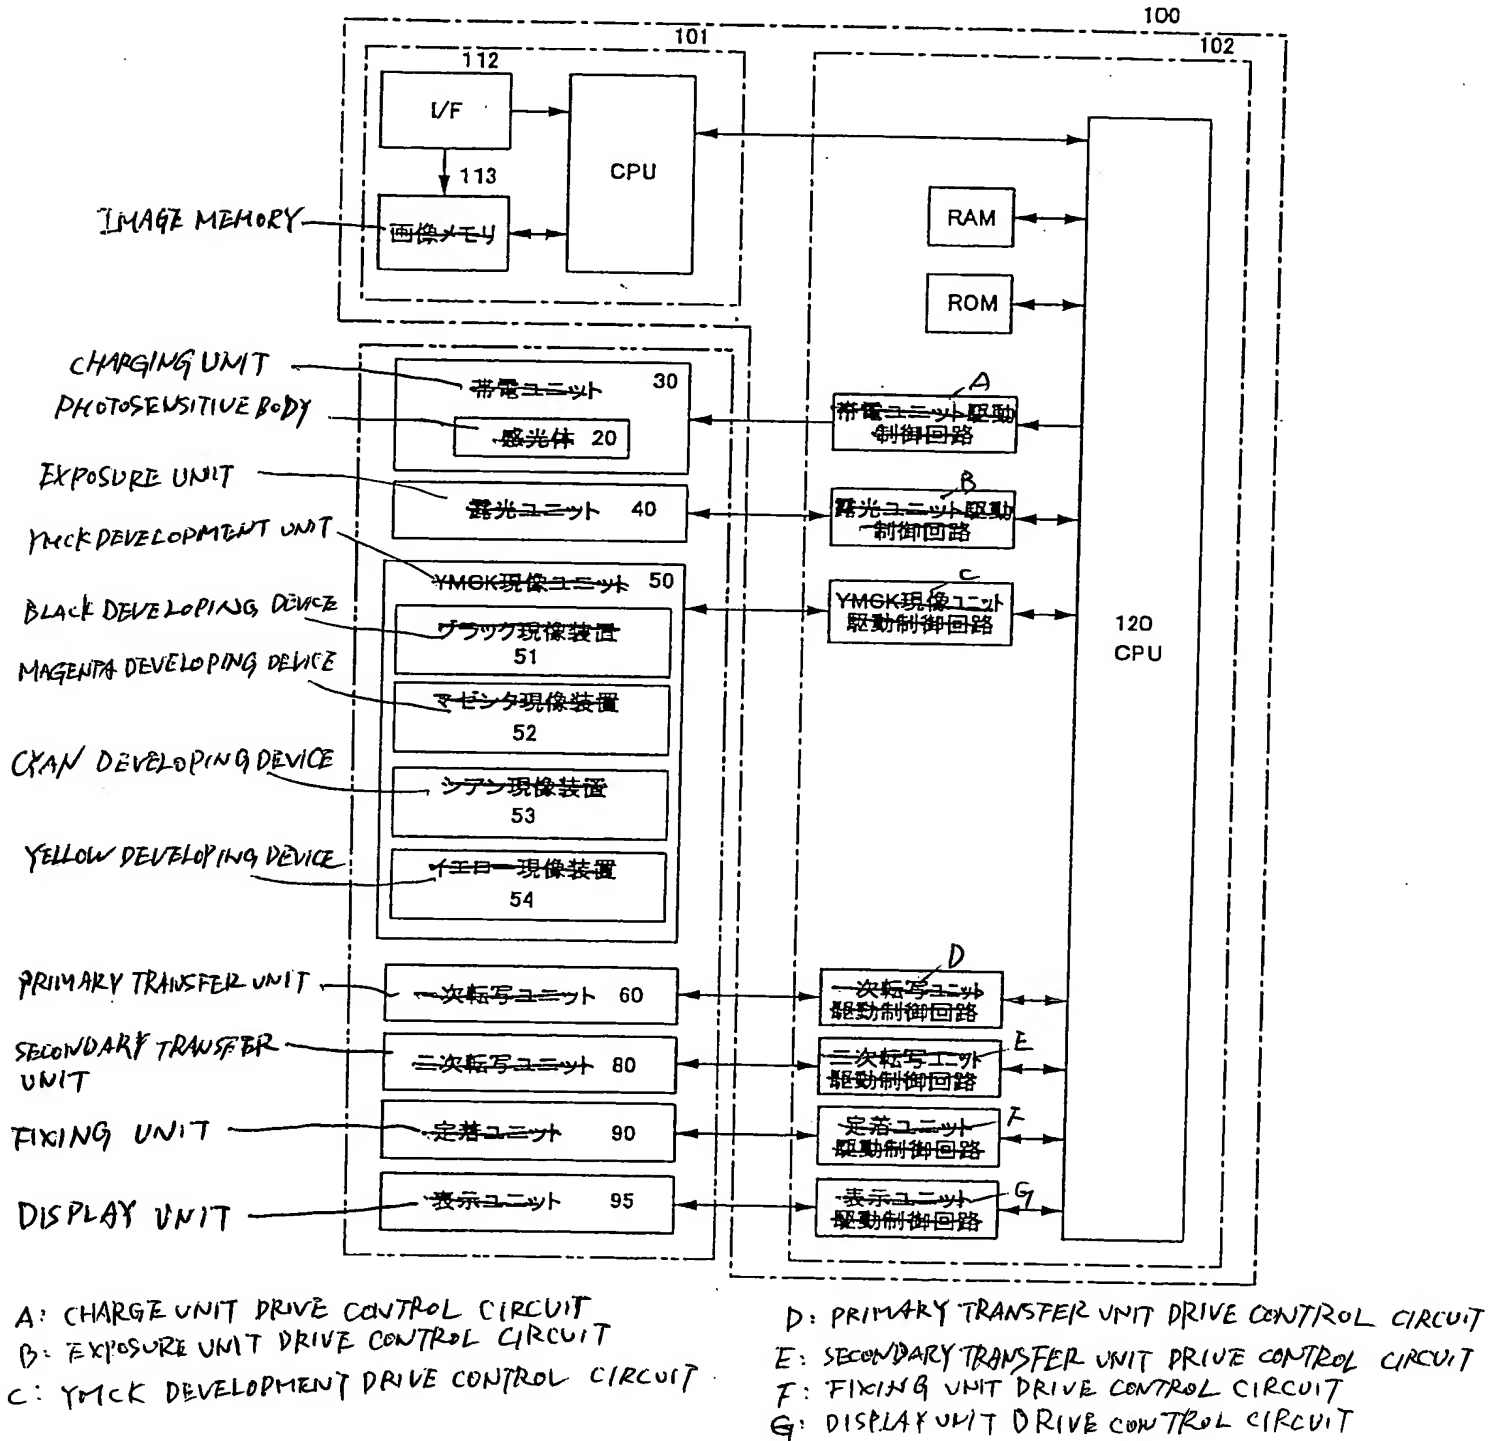 100
101
102
112
I/F
CPU
113
IMAGE MEMORY
画像メモリ
RAM
ROM
CHARGING UNIT
帯電ユニット 30
PHOTOSENSITIVE BODY
感光体 20
A
帯電ユニット駆動
制御回路
EXPOSURE UNIT
露光ユニット 40
B
露光ユニット駆動
制御回路
YMCK DEVELOPMENT UNIT
YMCK現像ユニット 50
C
YMCK現像ユニット
駆動制御回路
120
CPU
BLACK DEVELOPING DEVICE
ブラック現像装置
51
MAGENTA DEVELOPING DEVICE
マゼンタ現像装置
52
CYAN DEVELOPING DEVICE
シアン現像装置
53
YELLOW DEVELOPING DEVICE
イエロー現像装置
54
PRIMARY TRANSFER UNIT
一次転写ユニット 60
D
一次転写ユニット
駆動制御回路
SECONDARY TRANSFER
UNIT
二次転写ユニット 80
E
二次転写ユニット
駆動制御回路
FIXING UNIT
定着ユニット 90
F
定着ユニット
駆動制御回路
DISPLAY UNIT
表示ユニット 95
G
表示ユニット
駆動制御回路
A: CHARGE UNIT DRIVE CONTROL CIRCUIT
B: EXPOSURE UNIT DRIVE CONTROL CIRCUIT
C: YMCK DEVELOPMENT DRIVE CONTROL CIRCUIT
D: PRIMARY TRANSFER UNIT DRIVE CONTROL CIRCUIT
E: SECONDARY TRANSFER UNIT DRIVE CONTROL CIRCUIT
F: FIXING UNIT DRIVE CONTROL CIRCUIT
G: DISPLAY UNIT DRIVE CONTROL CIRCUIT